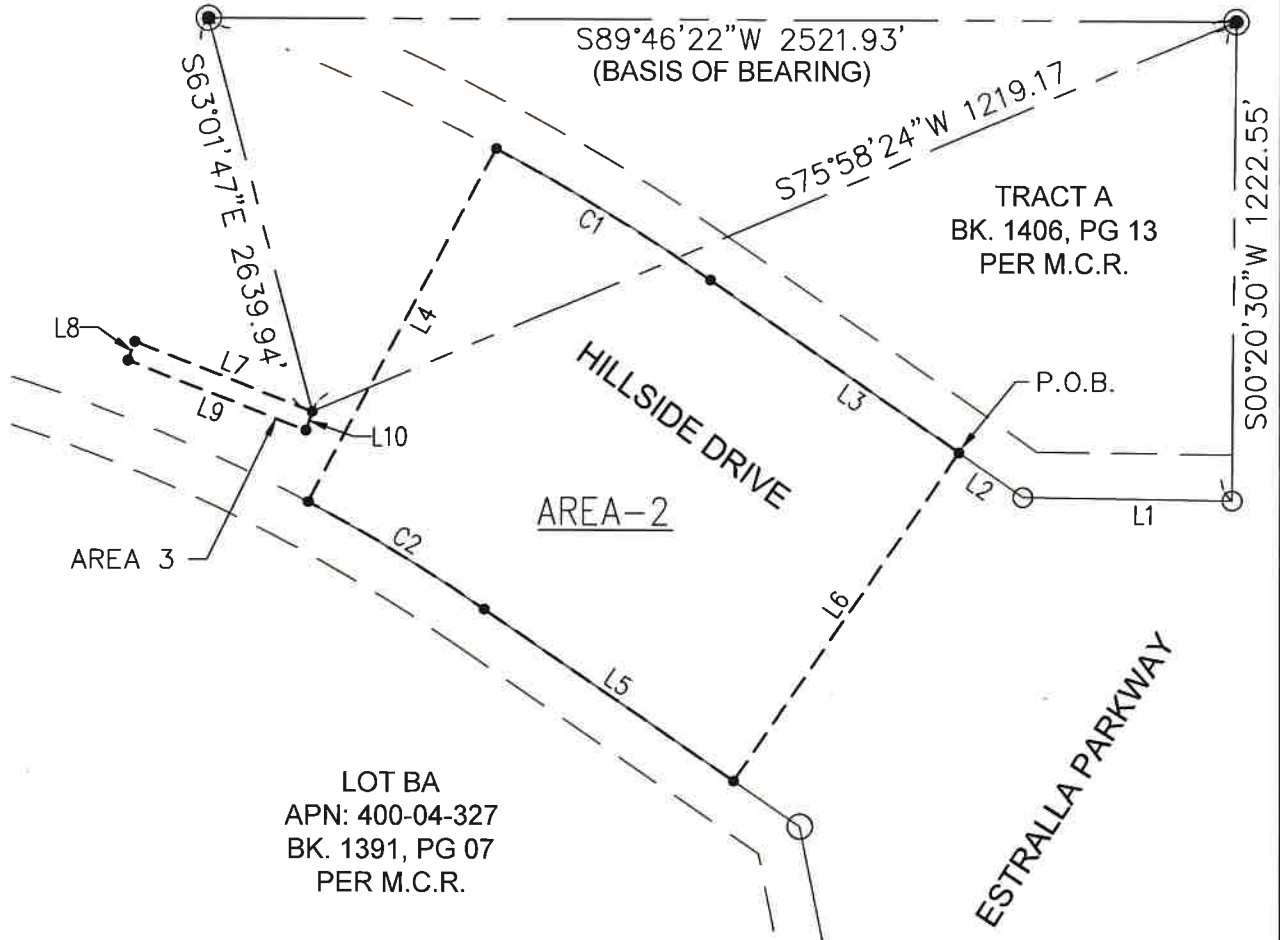 S89°46'22"W 2521.93'
(BASIS OF BEARING)
S63°01'47"E 2639.94'
S75°58'24"W 1219.17
S00°20'30"W 1222.55'
TRACT A
BK. 1406, PG 13
PER M.C.R.
C1
L4
L8
L7
L9
L10
HILLSIDE DRIVE
L3
P.O.B.
L2
L1
AREA-2
AREA 3
C2
L6
L5
LOT BA
APN: 400-04-327
BK. 1391, PG 07
PER M.C.R.
ESTRALLA PARKWAY